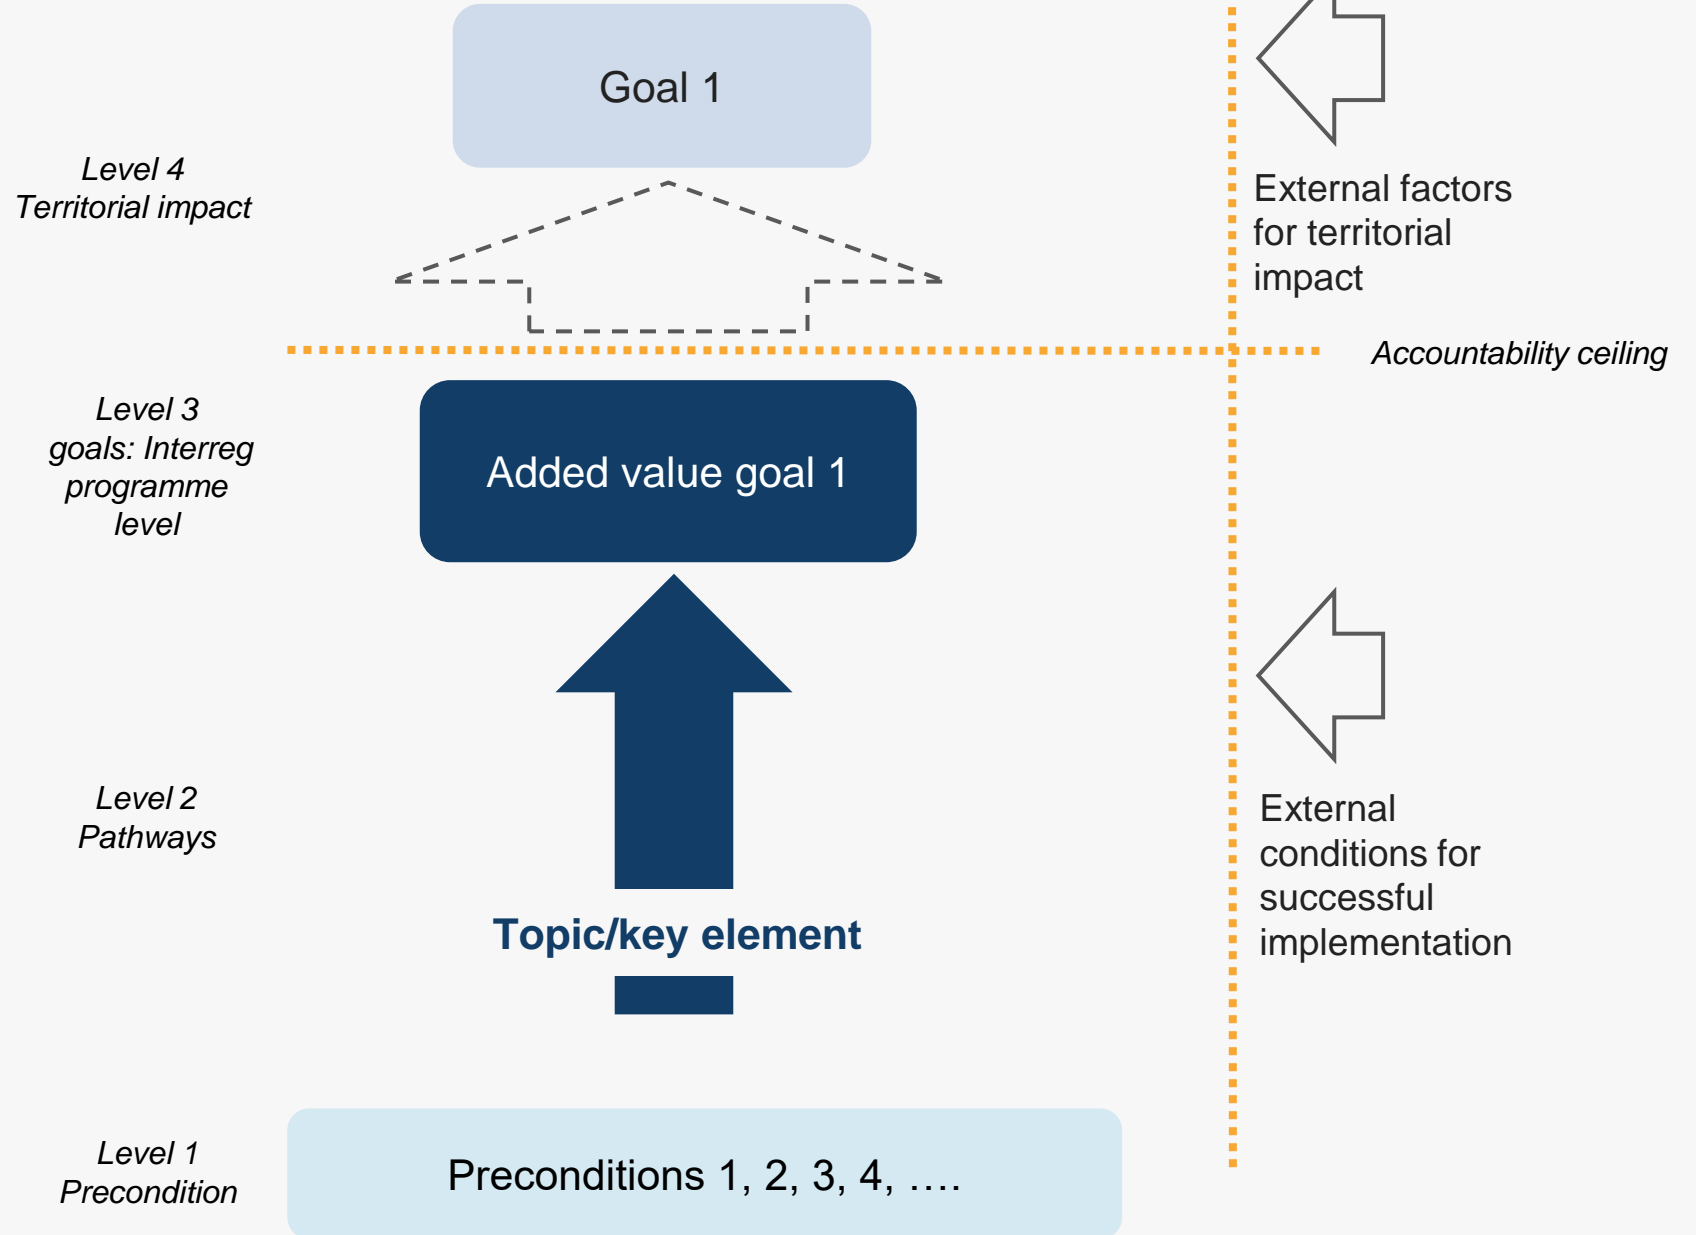 Goal 1
Level 4
Territorial impact
External factors
for territorial
impact
Accountability ceiling
Level 3
goals: Interreg
programme
level
Added value goal 1
Level 2
Pathways
External
conditions for
successful
implementation
Topic/key element
Level 1
Precondition
Preconditions 1, 2, 3, 4, ….